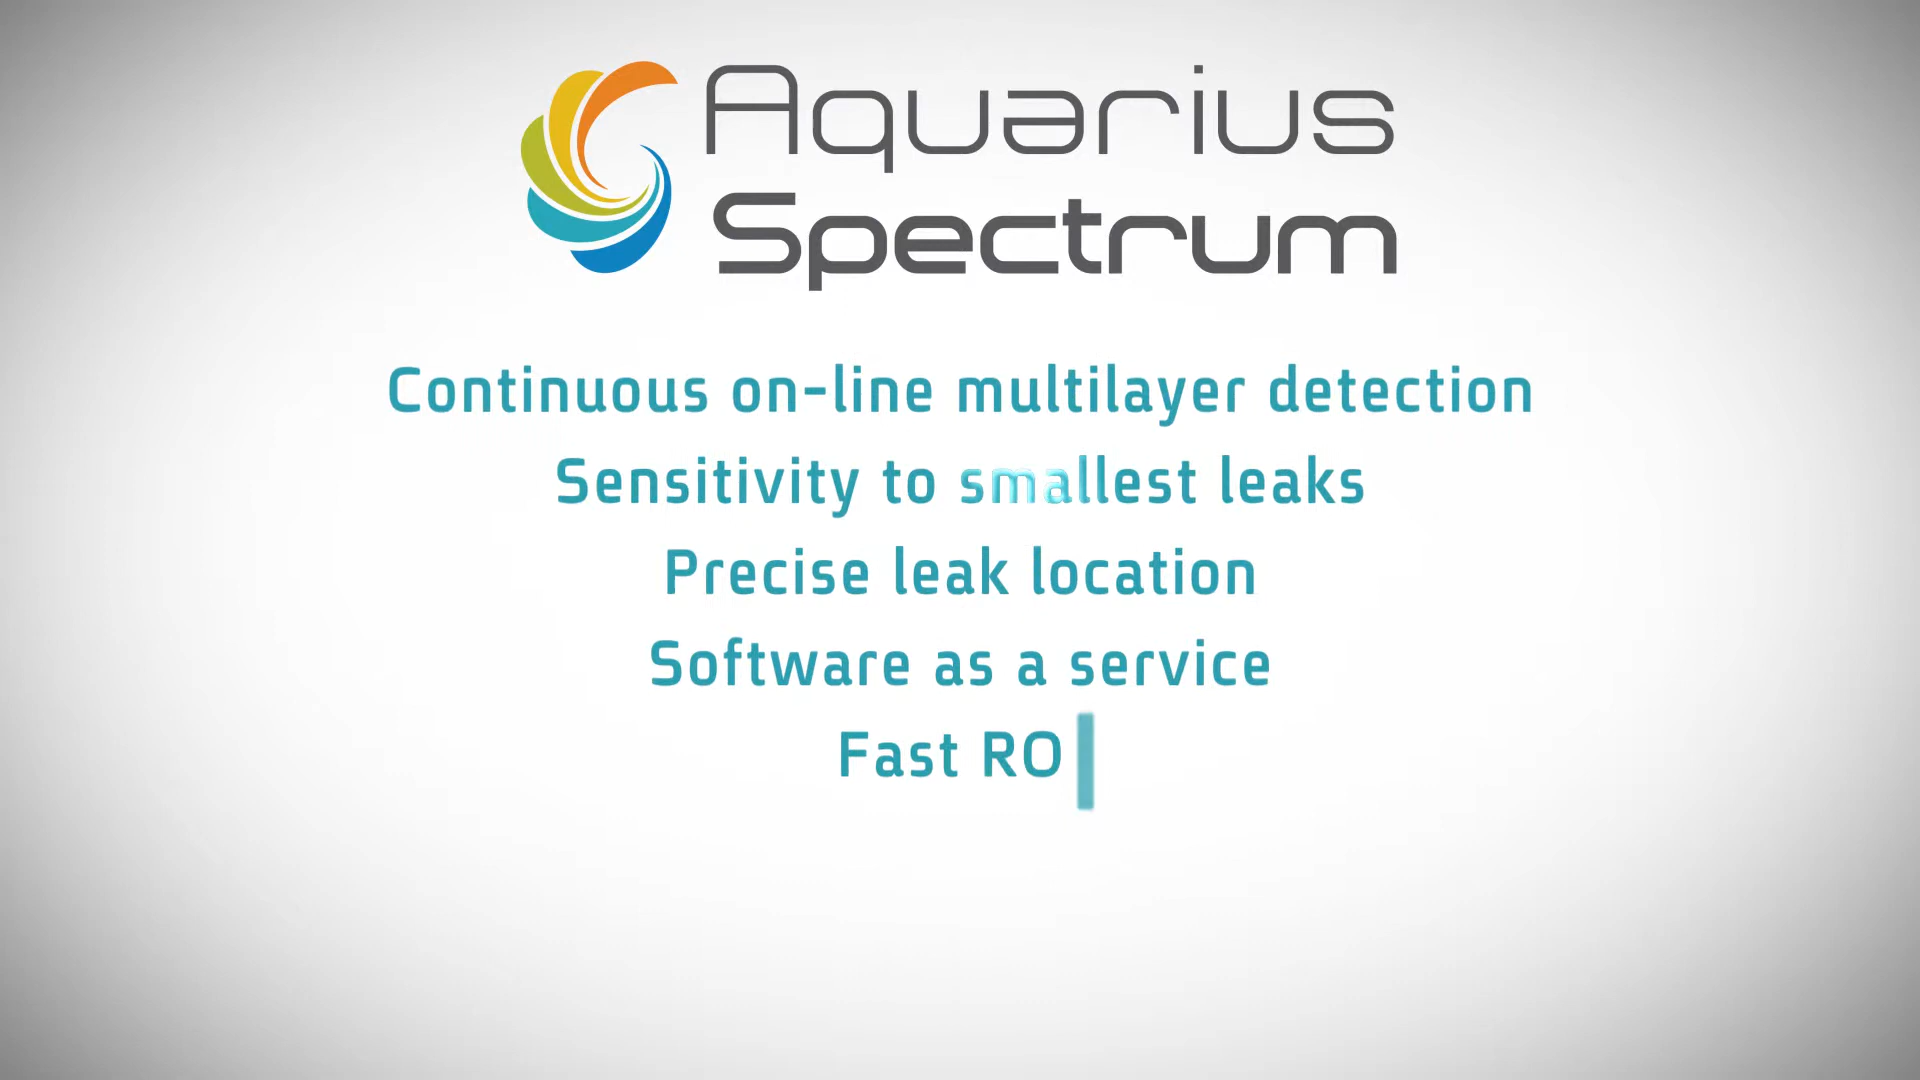 Aquarius
Spectrum
Continuous on-line multilayer detection
Sensitivity to smallest leaks
Precise leak location
Software as a service
Fast RO